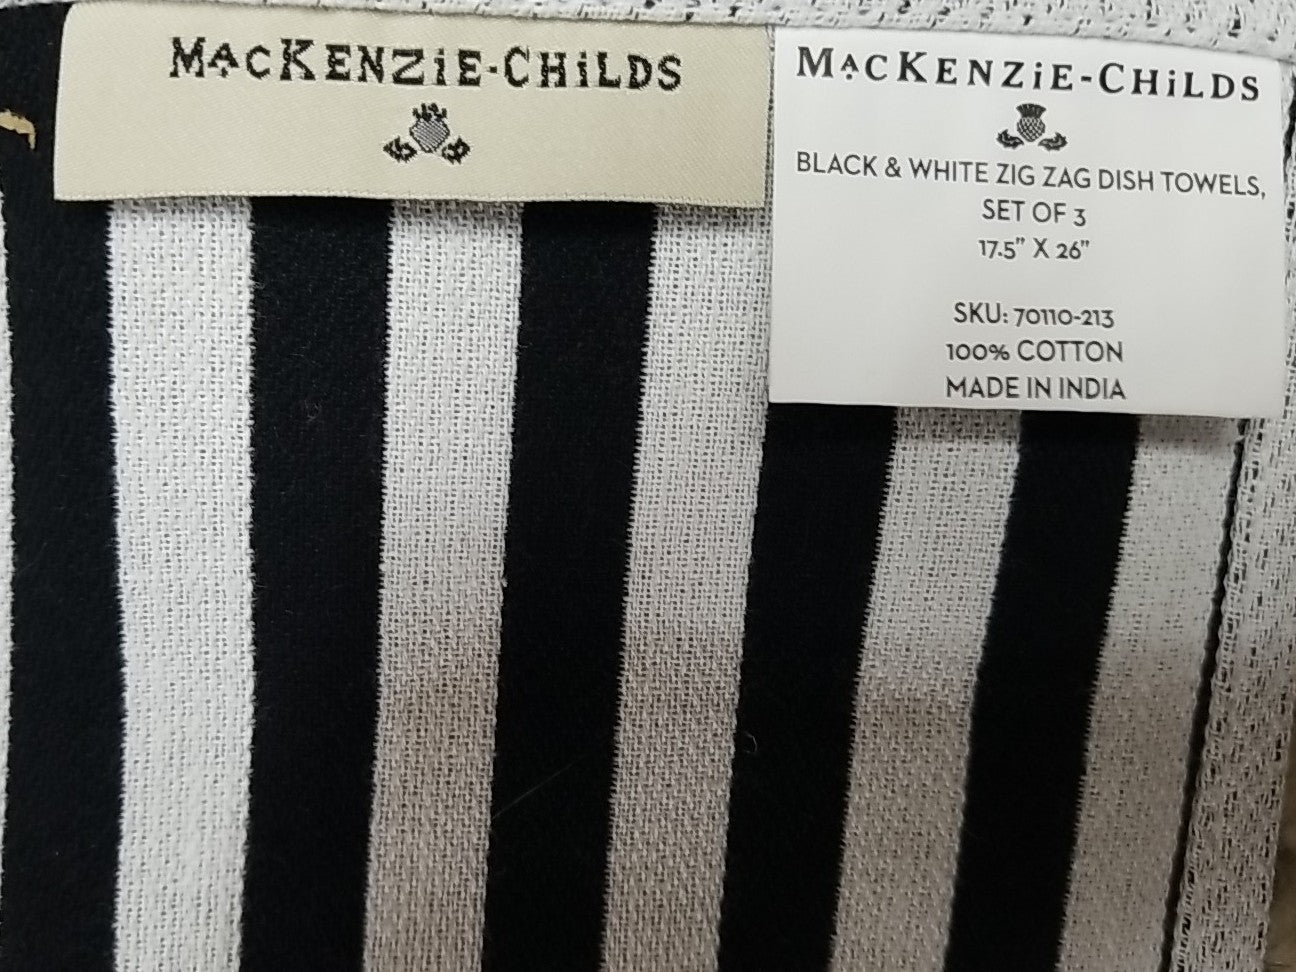 MACKENZiE-CHiLDS
MACKENZiE-CHiLDS
BLACK & WHITE ZIG ZAG DISH TOWELS,
SET OF 3
17.5" X 26"
SKU: 70110-213
100% COTTON
MADE IN INDIA